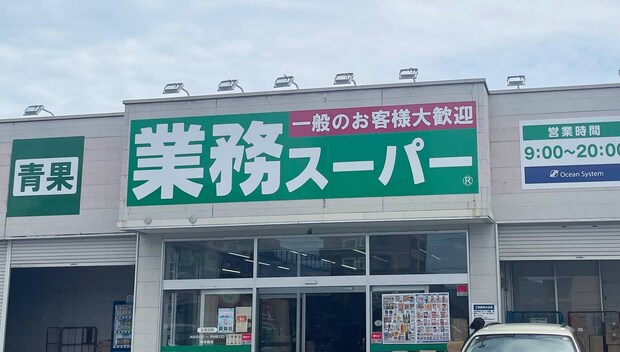 青果
一般のお客様大歓迎
業務スーパー
®
営業時間
9:00～20:00
Ocean System